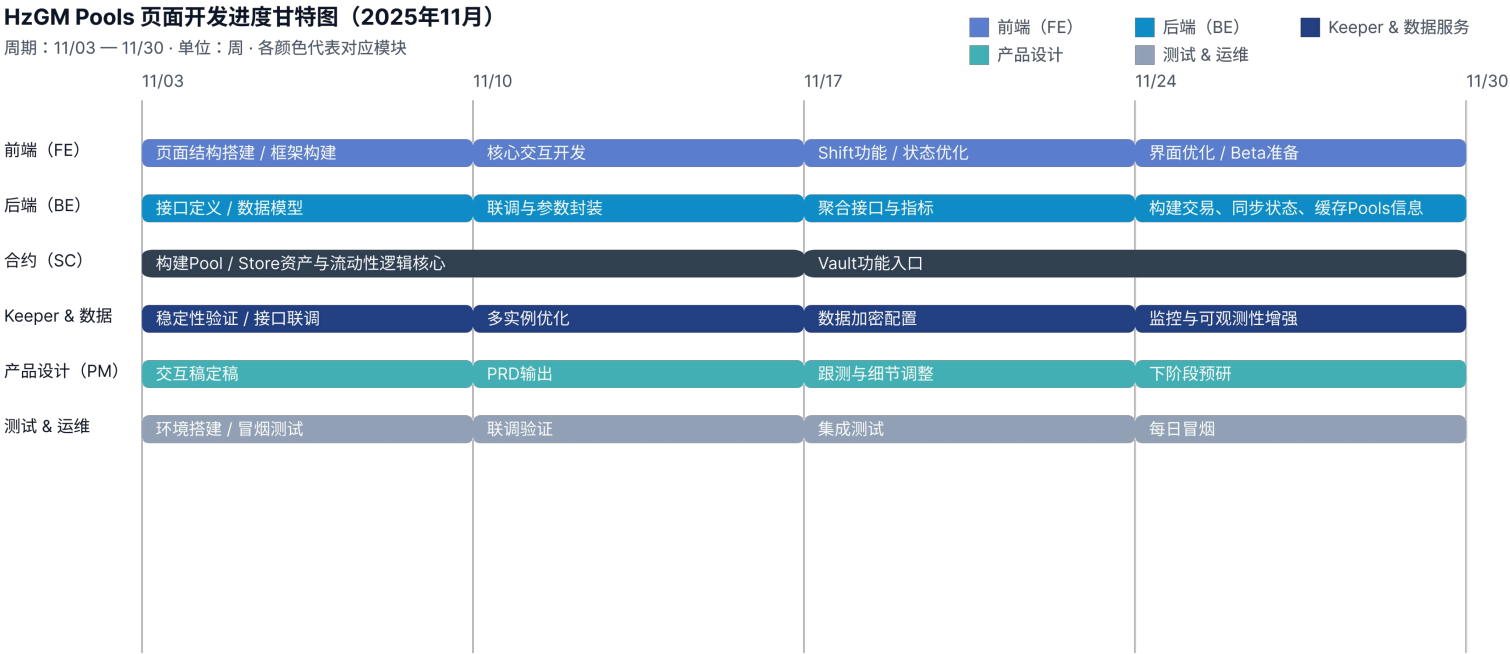 HzGM Pools 页面开发进度甘特图（2025年11月）
周期：11/03 — 11/30 · 单位：周 · 各颜色代表对应模块
前端（FE） 后端（BE） Keeper & 数据服务
产品设计 测试 & 运维
11/03 11/10 11/17 11/24 11/30
前端（FE） 页面结构搭建 / 框架构建 核心交互开发 Shift功能 / 状态优化 界面优化 / Beta准备
后端（BE） 接口定义 / 数据模型 联调与参数封装 聚合接口与指标 构建交易、同步状态、缓存Pools信息
合约（SC） 构建Pool / Store资产与流动性逻辑核心 Vault功能入口
Keeper & 数据 稳定性验证 / 接口联调 多实例优化 数据加密配置 监控与可观测性增强
产品设计（PM） 交互稿定稿 PRD输出 跟测与细节调整 下阶段预研
测试 & 运维 环境搭建 / 冒烟测试 联调验证 集成测试 每日冒烟